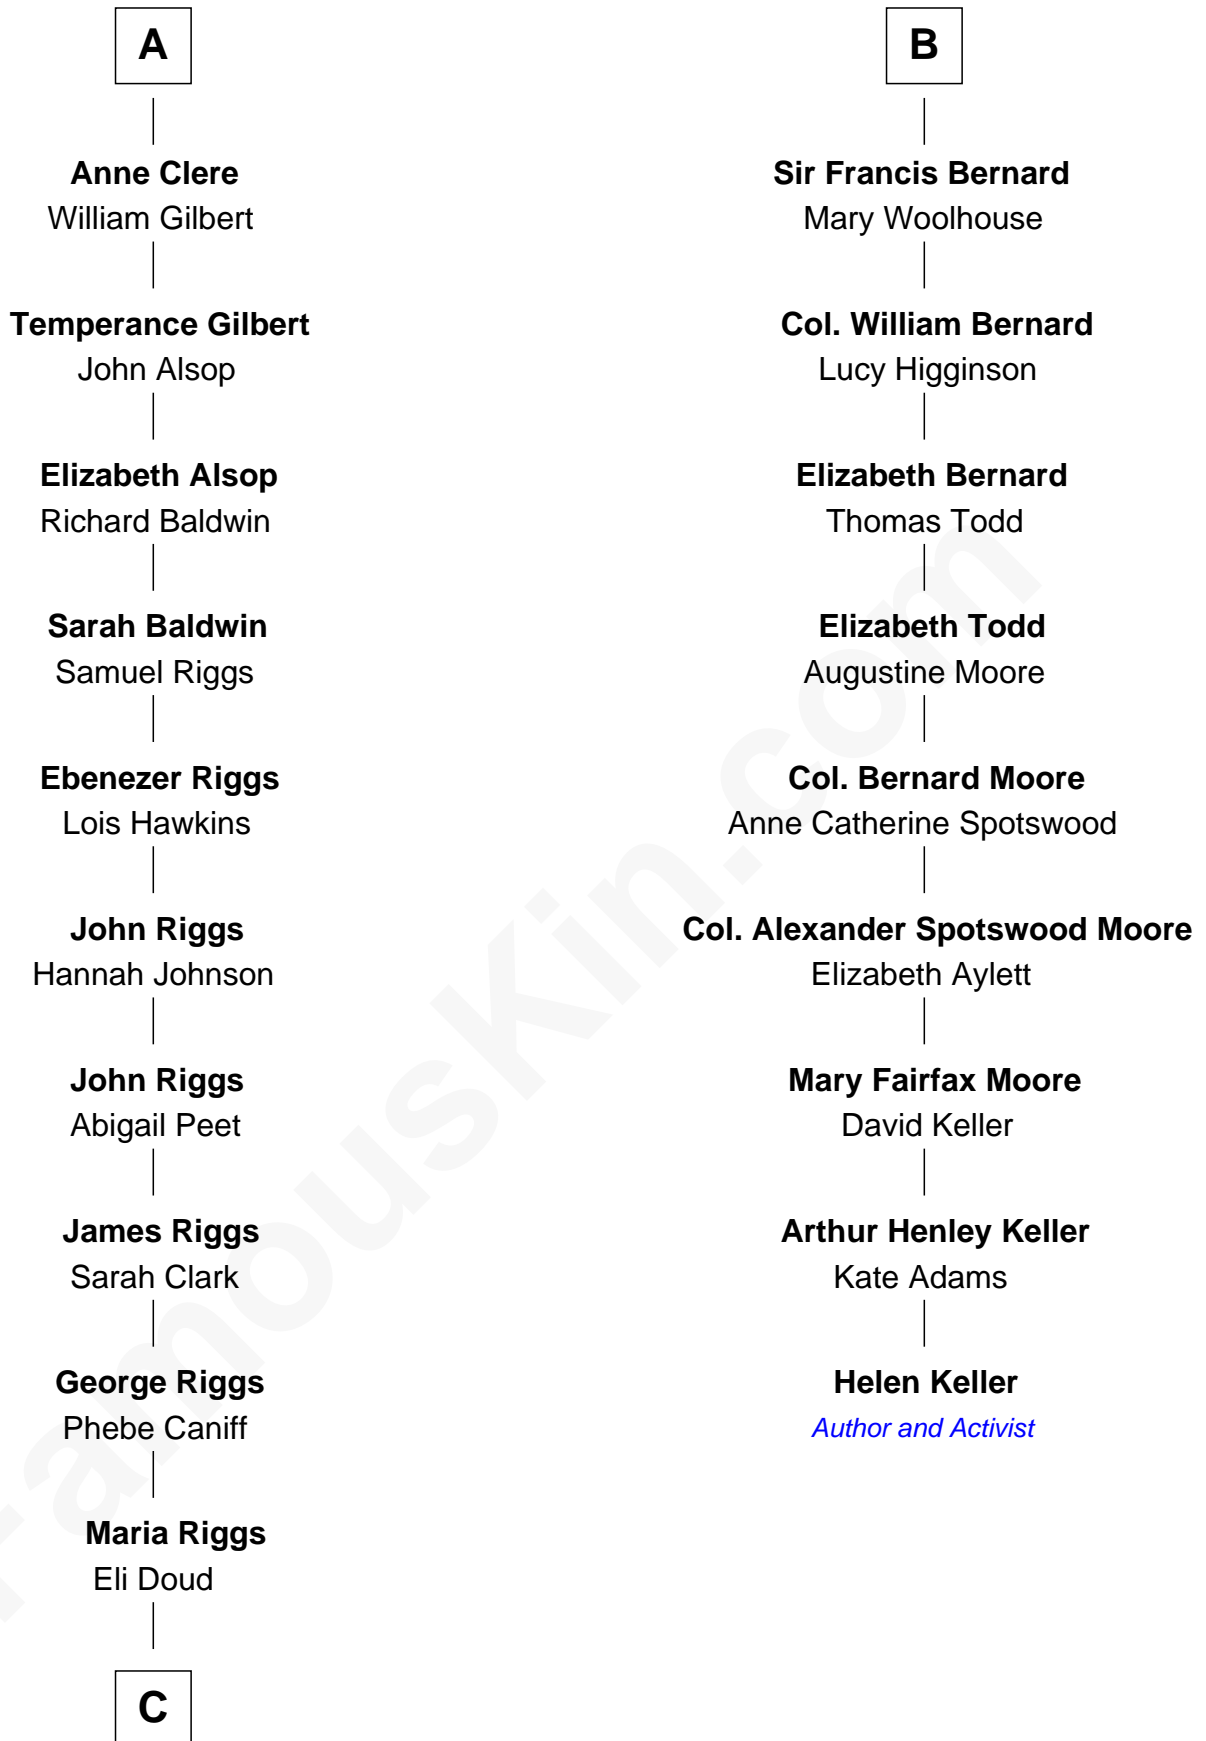 A
Anne Clere
William Gilbert
Temperance Gilbert
John Alsop
Elizabeth Alsop
Richard Baldwin
Sarah Baldwin
Samuel Riggs
Ebenezer Riggs
Lois Hawkins
John Riggs
Hannah Johnson
John Riggs
Abigail Peet
James Riggs
Sarah Clark
George Riggs
Phebe Caniff
Maria Riggs
Eli Doud
C
B
Sir Francis Bernard
Mary Woolhouse
Col. William Bernard
Lucy Higginson
Elizabeth Bernard
Thomas Todd
Elizabeth Todd
Augustine Moore
Col. Bernard Moore
Anne Catherine Spotswood
Col. Alexander Spotswood Moore
Elizabeth Aylett
Mary Fairfax Moore
David Keller
Arthur Henley Keller
Kate Adams
Helen Keller
Author and Activist
FamousKin.com